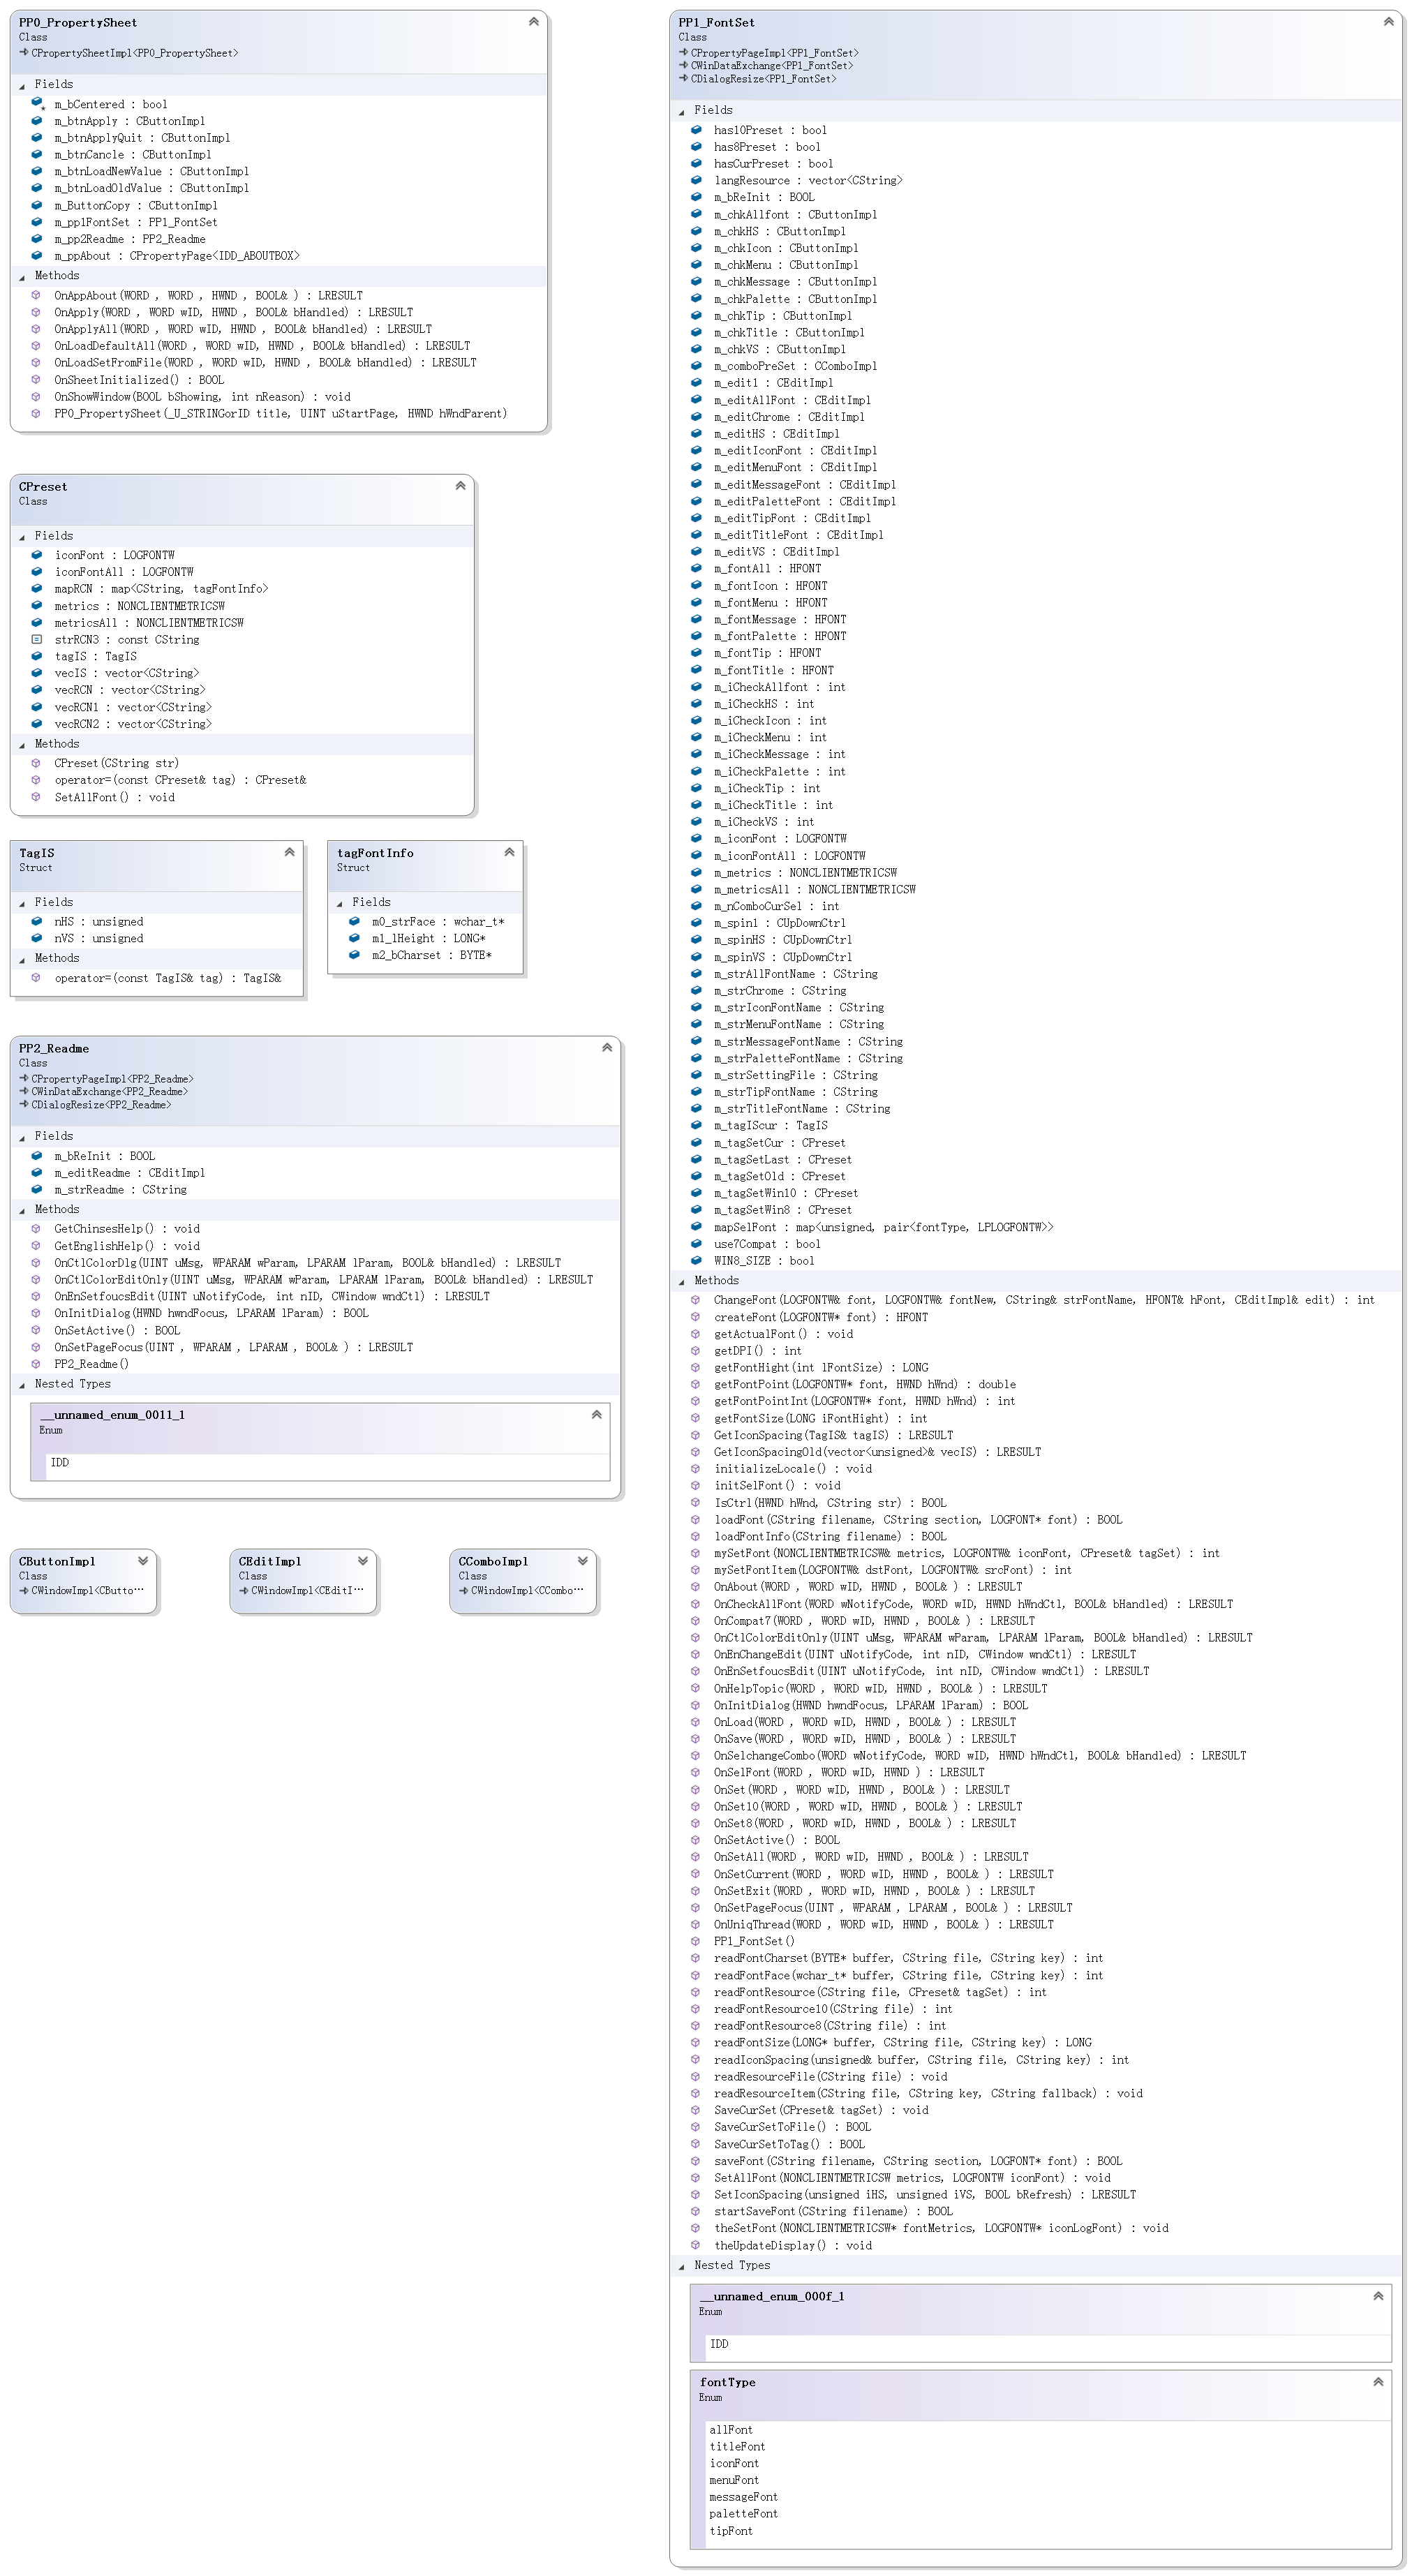 PP0_PropertySheet
Class
CPropertySheetImpl<PP0_PropertySheet>
Fields
m_bCentered : bool
m_btnApply : CButtonImpl
m_btnApplyQuit : CButtonImpl
m_btnCancle : CButtonImpl
m_btnLoadNewValue : CButtonImpl
m_btnLoadOldValue : CButtonImpl
m_ButtonCopy : CButtonImpl
m_pp1FontSet : PP1_FontSet
m_pp2Readme : PP2_Readme
m_ppAbout : CPropertyPage<IDD_ABOUTBOX>
Methods
OnAppAbout(WORD , WORD , HWND , BOOL& ) : LRESULT
OnApply(WORD , WORD wID, HWND , BOOL& bHandled) : LRESULT
OnApplyAll(WORD , WORD wID, HWND , BOOL& bHandled) : LRESULT
OnLoadDefaultAll(WORD , WORD wID, HWND , BOOL& bHandled) : LRESULT
OnLoadSetFromFile(WORD , WORD wID, HWND , BOOL& bHandled) : LRESULT
OnSheetInitialized() : BOOL
OnShowWindow(BOOL bShowing, int nReason) : void
PP0_PropertySheet(_U_STRINGorID title, UINT uStartPage, HWND hWndParent)
CPreset
Class
Fields
iconFont : LOGFONTW
iconFontAll : LOGFONTW
mapRCN : map<CString, tagFontInfo>
metrics : NONCLIENTMETRICSW
metricsAll : NONCLIENTMETRICSW
strRCN3 : const CString
tagIS : TagIS
vecIS : vector<CString>
vecRCN : vector<CString>
vecRCN1 : vector<CString>
vecRCN2 : vector<CString>
Methods
CPreset(CString str)
operator=(const CPreset& tag) : CPreset&
SetAllFont() : void
TagIS
Struct
Fields
nHS : unsigned
nVS : unsigned
Methods
operator=(const TagIS& tag) : TagIS&
tagFontInfo
Struct
Fields
m0_strFace : wchar_t*
m1_lHeight : LONG*
m2_bCharset : BYTE*
PP2_Readme
Class
CPropertyPageImpl<PP2_Readme>
CWinDataExchange<PP2_Readme>
CDialogResize<PP2_Readme>
Fields
m_bReInit : BOOL
m_editReadme : CEditImpl
m_strReadme : CString
Methods
GetChinsesHelp() : void
GetEnglishHelp() : void
OnCtlColorDlg(UINT uMsg, WPARAM wParam, LPARAM lParam, BOOL& bHandled) : LRESULT
OnCtlColorEditOnly(UINT uMsg, WPARAM wParam, LPARAM lParam, BOOL& bHandled) : LRESULT
OnEnSetfoucsEdit(UINT uNotifyCode, int nID, CWindow wndCtl) : LRESULT
OnInitDialog(HWND hwndFocus, LPARAM lParam) : BOOL
OnSetActive() : BOOL
OnSetPageFocus(UINT , WPARAM , LPARAM , BOOL& ) : LRESULT
PP2_Readme()
Nested Types
__unnamed_enum_0011_1
Enum
IDD
CButtonImpl
Class
CWindowImpl<CButto···
CEditImpl
Class
CWindowImpl<CEditI···
CComboImpl
Class
CWindowImpl<CCombo···
PP1_FontSet
Class
CPropertyPageImpl<PP1_FontSet>
CWinDataExchange<PP1_FontSet>
CDialogResize<PP1_FontSet>
Fields
has10Preset : bool
has8Preset : bool
hasCurPreset : bool
langResource : vector<CString>
m_bReInit : BOOL
m_chkAllfont : CButtonImpl
m_chkHS : CButtonImpl
m_chkIcon : CButtonImpl
m_chkMenu : CButtonImpl
m_chkMessage : CButtonImpl
m_chkPalette : CButtonImpl
m_chkTip : CButtonImpl
m_chkTitle : CButtonImpl
m_chkVS : CButtonImpl
m_comboPreSet : CComboImpl
m_edit1 : CEditImpl
m_editAllFont : CEditImpl
m_editChrome : CEditImpl
m_editHS : CEditImpl
m_editIconFont : CEditImpl
m_editMenuFont : CEditImpl
m_editMessageFont : CEditImpl
m_editPaletteFont : CEditImpl
m_editTipFont : CEditImpl
m_editTitleFont : CEditImpl
m_editVS : CEditImpl
m_fontAll : HFONT
m_fontIcon : HFONT
m_fontMenu : HFONT
m_fontMessage : HFONT
m_fontPalette : HFONT
m_fontTip : HFONT
m_fontTitle : HFONT
m_iCheckAllfont : int
m_iCheckHS : int
m_iCheckIcon : int
m_iCheckMenu : int
m_iCheckMessage : int
m_iCheckPalette : int
m_iCheckTip : int
m_iCheckTitle : int
m_iCheckVS : int
m_iconFont : LOGFONTW
m_iconFontAll : LOGFONTW
m_metrics : NONCLIENTMETRICSW
m_metricsAll : NONCLIENTMETRICSW
m_nComboCurSel : int
m_spin1 : CUpDownCtrl
m_spinHS : CUpDownCtrl
m_spinVS : CUpDownCtrl
m_strAllFontName : CString
m_strChrome : CString
m_strIconFontName : CString
m_strMenuFontName : CString
m_strMessageFontName : CString
m_strPaletteFontName : CString
m_strSettingFile : CString
m_strTipFontName : CString
m_strTitleFontName : CString
m_tagIScur : TagIS
m_tagSetCur : CPreset
m_tagSetLast : CPreset
m_tagSetOld : CPreset
m_tagSetWin10 : CPreset
m_tagSetWin8 : CPreset
mapSelFont : map<unsigned, pair<fontType, LPLOGFONTW>>
use7Compat : bool
WIN8_SIZE : bool
Methods
ChangeFont(LOGFONTW& font, LOGFONTW& fontNew, CString& strFontName, HFONT& hFont, CEditImpl& edit) : int
createFont(LOGFONTW* font) : HFONT
getActualFont() : void
getDPI() : int
getFontHight(int lFontSize) : LONG
getFontPoint(LOGFONTW* font, HWND hWnd) : double
getFontPointInt(LOGFONTW* font, HWND hWnd) : int
getFontSize(LONG iFontHight) : int
GetIconSpacing(TagIS& tagIS) : LRESULT
GetIconSpacingOld(vector<unsigned>& vecIS) : LRESULT
initializeLocale() : void
initSelFont() : void
IsCtrl(HWND hWnd, CString str) : BOOL
loadFont(CString filename, CString section, LOGFONT* font) : BOOL
loadFontInfo(CString filename) : BOOL
mySetFont(NONCLIENTMETRICSW& metrics, LOGFONTW& iconFont, CPreset& tagSet) : int
mySetFontItem(LOGFONTW& dstFont, LOGFONTW& srcFont) : int
OnAbout(WORD , WORD wID, HWND , BOOL& ) : LRESULT
OnCheckAllFont(WORD wNotifyCode, WORD wID, HWND hWndCtl, BOOL& bHandled) : LRESULT
OnCompat7(WORD , WORD wID, HWND , BOOL& ) : LRESULT
OnCtlColorEditOnly(UINT uMsg, WPARAM wParam, LPARAM lParam, BOOL& bHandled) : LRESULT
OnEnChangeEdit(UINT uNotifyCode, int nID, CWindow wndCtl) : LRESULT
OnEnSetfoucsEdit(UINT uNotifyCode, int nID, CWindow wndCtl) : LRESULT
OnHelpTopic(WORD , WORD wID, HWND , BOOL& ) : LRESULT
OnInitDialog(HWND hwndFocus, LPARAM lParam) : BOOL
OnLoad(WORD , WORD wID, HWND , BOOL& ) : LRESULT
OnSave(WORD , WORD wID, HWND , BOOL& ) : LRESULT
OnSelchangeCombo(WORD wNotifyCode, WORD wID, HWND hWndCtl, BOOL& bHandled) : LRESULT
OnSelFont(WORD , WORD wID, HWND ) : LRESULT
OnSet(WORD , WORD wID, HWND , BOOL& ) : LRESULT
OnSet10(WORD , WORD wID, HWND , BOOL& ) : LRESULT
OnSet8(WORD , WORD wID, HWND , BOOL& ) : LRESULT
OnSetActive() : BOOL
OnSetAll(WORD , WORD wID, HWND , BOOL& ) : LRESULT
OnSetCurrent(WORD , WORD wID, HWND , BOOL& ) : LRESULT
OnSetExit(WORD , WORD wID, HWND , BOOL& ) : LRESULT
OnSetPageFocus(UINT , WPARAM , LPARAM , BOOL& ) : LRESULT
OnUniqThread(WORD , WORD wID, HWND , BOOL& ) : LRESULT
PP1_FontSet()
readFontCharset(BYTE* buffer, CString file, CString key) : int
readFontFace(wchar_t* buffer, CString file, CString key) : int
readFontResource(CString file, CPreset& tagSet) : int
readFontResource10(CString file) : int
readFontResource8(CString file) : int
readFontSize(LONG* buffer, CString file, CString key) : LONG
readIconSpacing(unsigned& buffer, CString file, CString key) : int
readResourceFile(CString file) : void
readResourceItem(CString file, CString key, CString fallback) : void
SaveCurSet(CPreset& tagSet) : void
SaveCurSetToFile() : BOOL
SaveCurSetToTag() : BOOL
saveFont(CString filename, CString section, LOGFONT* font) : BOOL
SetAllFont(NONCLIENTMETRICSW metrics, LOGFONTW iconFont) : void
SetIconSpacing(unsigned iHS, unsigned iVS, BOOL bRefresh) : LRESULT
startSaveFont(CString filename) : BOOL
theSetFont(NONCLIENTMETRICSW* fontMetrics, LOGFONTW* iconLogFont) : void
theUpdateDisplay() : void
Nested Types
__unnamed_enum_000f_1
Enum
IDD
fontType
Enum
allFont
titleFont
iconFont
menuFont
messageFont
paletteFont
tipFont